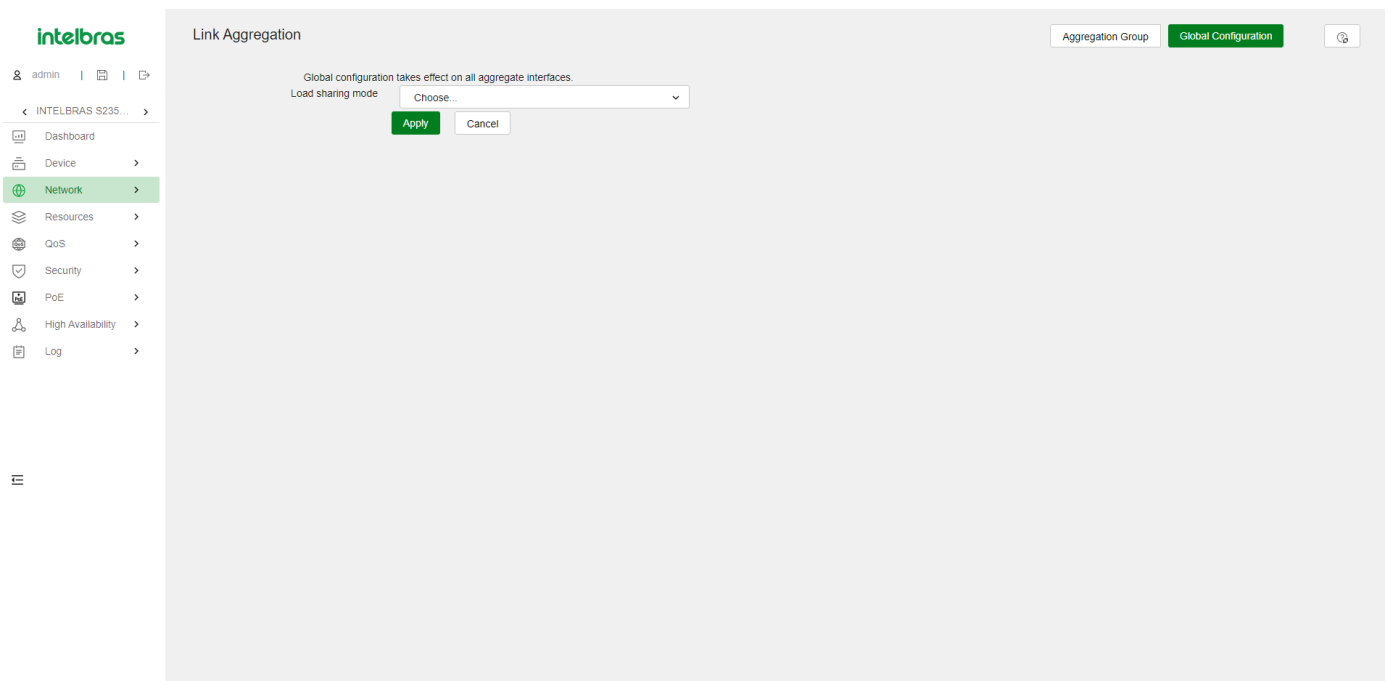 intelbras
admin
INTELBRAS S235...
Dashboard
Device
Network
Resources
QoS
Security
PoE
High Availability
Log
Link Aggregation
Aggregation Group
Global Configuration
Global configuration takes effect on all aggregate interfaces.
Load sharing mode
Choose...
Apply
Cancel